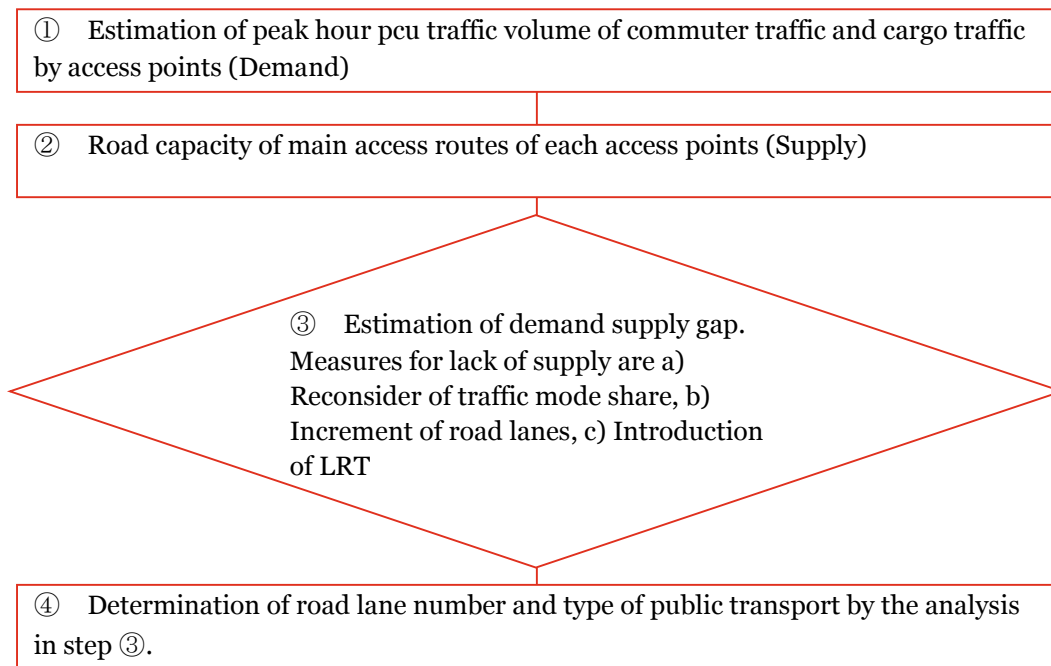 ① Estimation of peak hour pcu traffic volume of commuter traffic and cargo traffic
by access points (Demand)
② Road capacity of main access routes of each access points (Supply)
③ Estimation of demand supply gap.
Measures for lack of supply are a)
Reconsider of traffic mode share, b)
Increment of road lanes, c) Introduction
of LRT
④ Determination of road lane number and type of public transport by the analysis
in step ③.